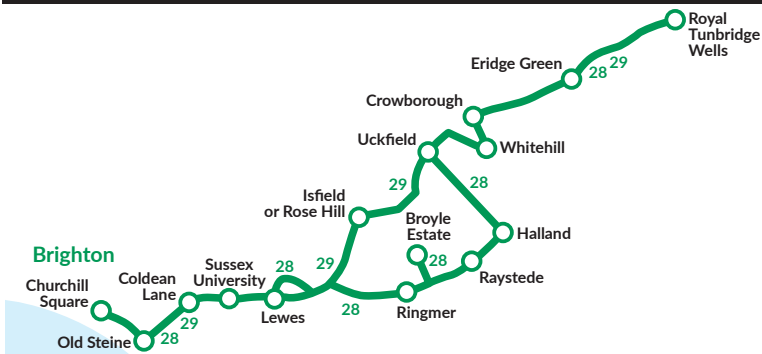 Royal
Tunbridge
Wells
Eridge Green
28
29
Crowborough
Uckfield
Whitehill
29
28
Isfield
or Rose Hill
Broyle
Estate
Halland
28
Raystede
Brighton
Churchill
Square
Coldean
Lane
Sussex
University
28
29
Lewes
28
Ringmer
29
28
Old Steine